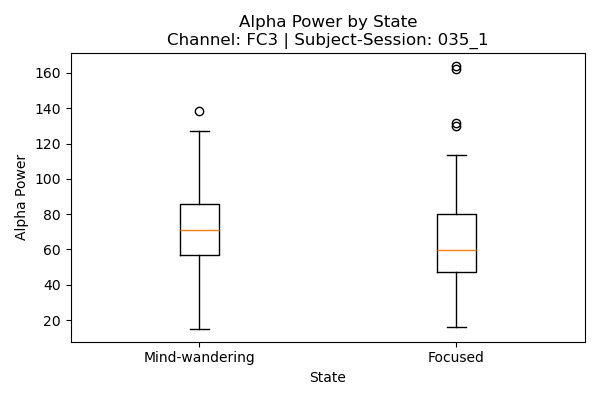 Alpha Power by State
Channel: FC3 | Subject-Session: 035_1
160
140
120
100
80
60
40
20
Alpha Power
Mind-wandering Focused
State